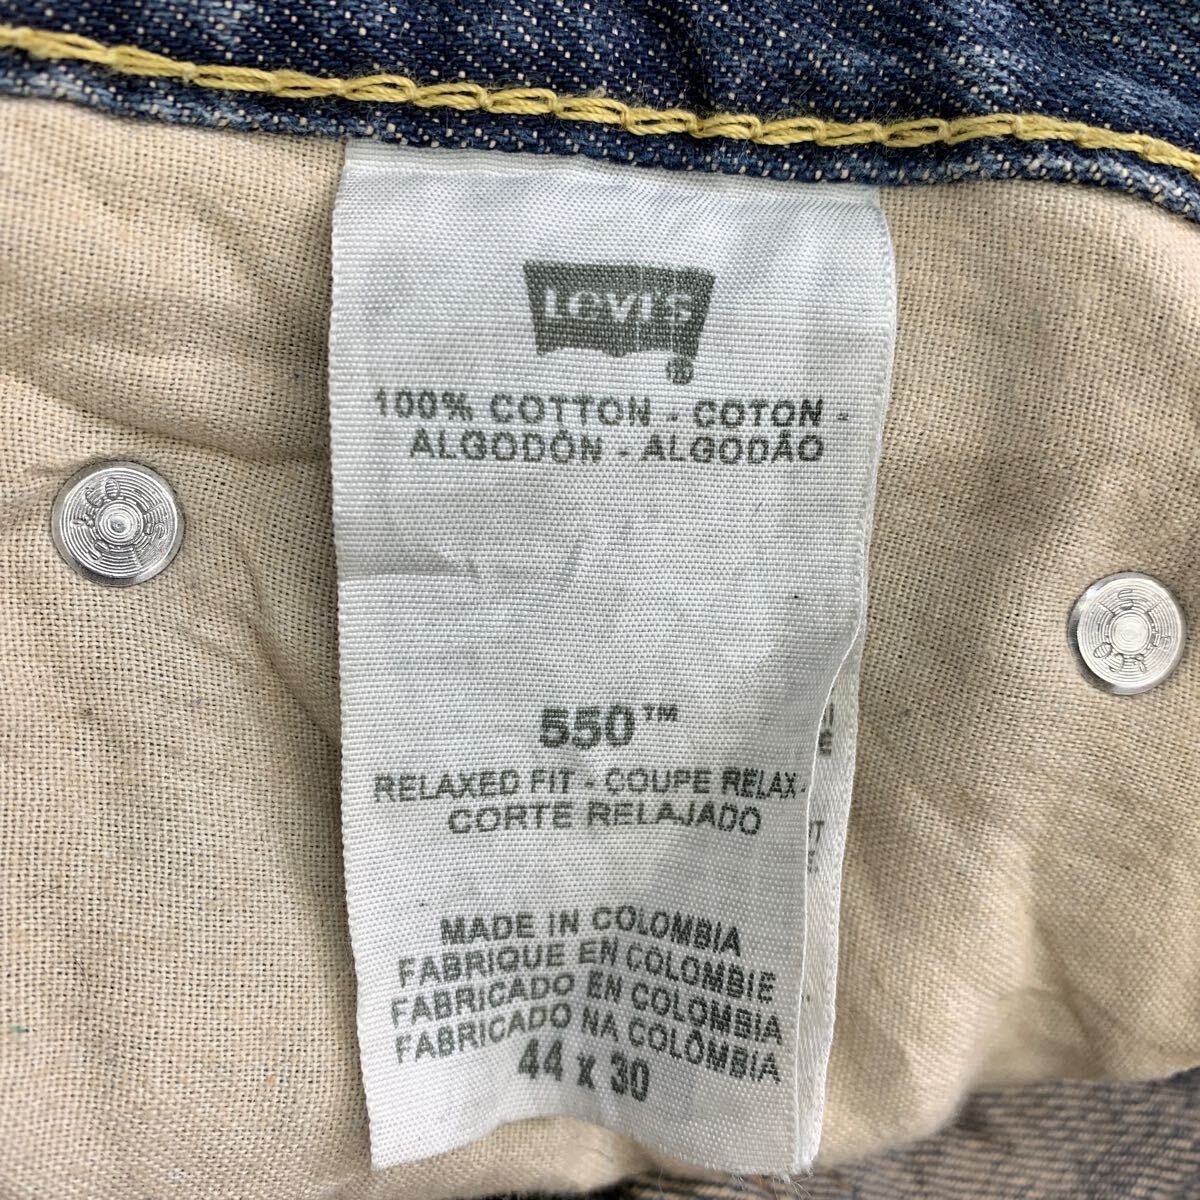 Levi's
®
100% COTTON - COTON -
ALGODÓN - ALGODÃO
550™
RELAXED FIT - COUPE RELAX -
CORTE RELAJADO
MADE IN COLOMBIA
FABRIQUE EN COLOMBIE
FABRICADO EN COLOMBIA
FABRICADO NA COLÔMBIA
44 x 30